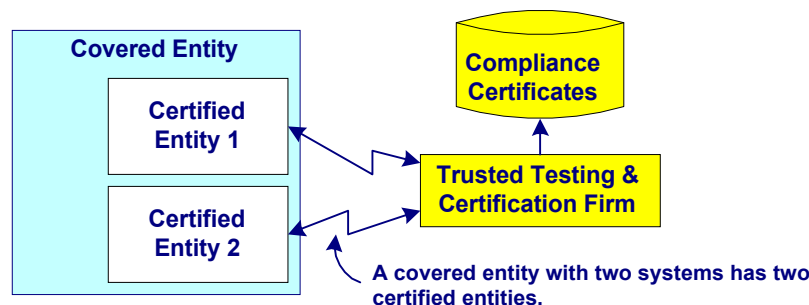 Covered Entity
Certified
Entity 1
Certified
Entity 2
Compliance
Certificates
Trusted Testing &
Certification Firm
A covered entity with two systems has two
certified entities.